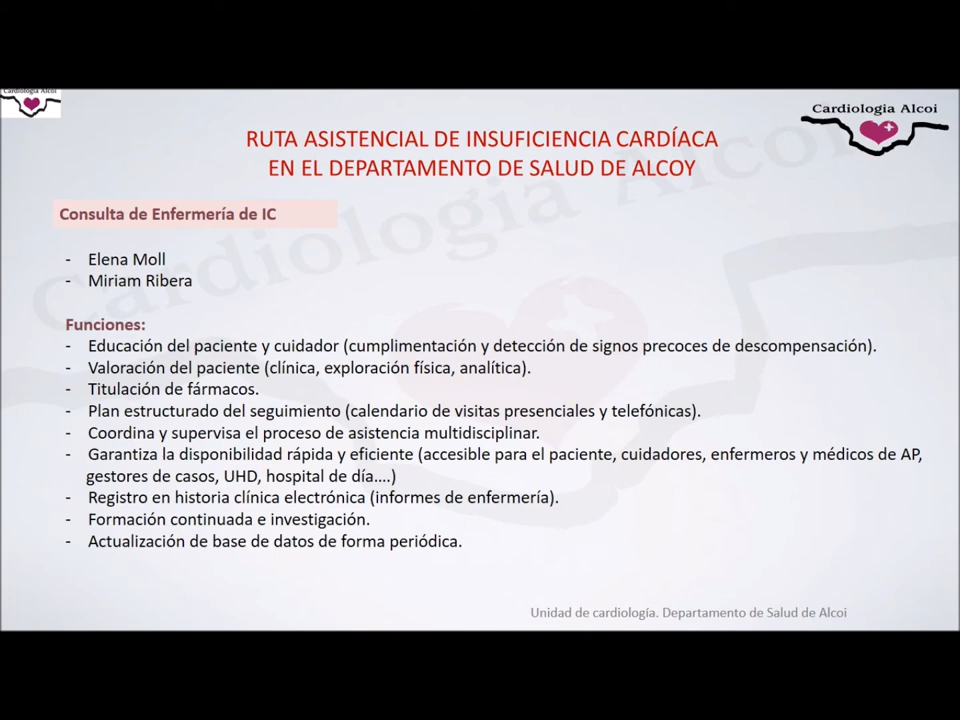 Cardiologia Alcoi
Cardiologia Alcoi
RUTA ASISTENCIAL DE INSUFICIENCIA CARDÍACA
EN EL DEPARTAMENTO DE SALUD DE ALCOY
Consulta de Enfermería de IC
- Elena Moll
- Miriam Ribera
Funciones:
- Educación del paciente y cuidador (cumplimentación y detección de signos precoces de descompensación).
- Valoración del paciente (clínica, exploración física, analítica).
- Titulación de fármacos.
- Plan estructurado del seguimiento (calendario de visitas presenciales y telefónicas).
- Coordina y supervisa el proceso de asistencia multidisciplinar.
- Garantiza la disponibilidad rápida y eficiente (accesible para el paciente, cuidadores, enfermeros y médicos de AP,
gestores de casos, UHD, hospital de día....)
- Registro en historia clínica electrónica (informes de enfermería).
- Formación continuada e investigación.
- Actualización de base de datos de forma periódica.
Cardiologia Alcoi
Unidad de cardiología. Departamento de Salud de Alcoi